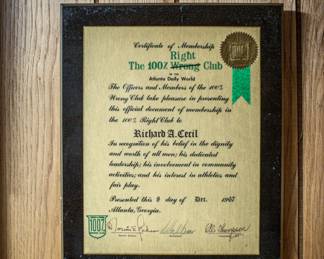 Certificate of Membership
Right
The 100% Wrong Club
OF THE
Atlanta Daily World
The Officers and Members of the 100%
Wrong Club take pleasure in presenting
this official document of membership in
the 100% Right Club to
Richard A. Cecil
In recognition of his belief in the dignity
and worth of all men; his dedicated
leadership; his involvement in community
activities; and his interest in athletics and
fair play.
Presented this 9 day of Dec. 1967
Atlanta, Georgia.
100%